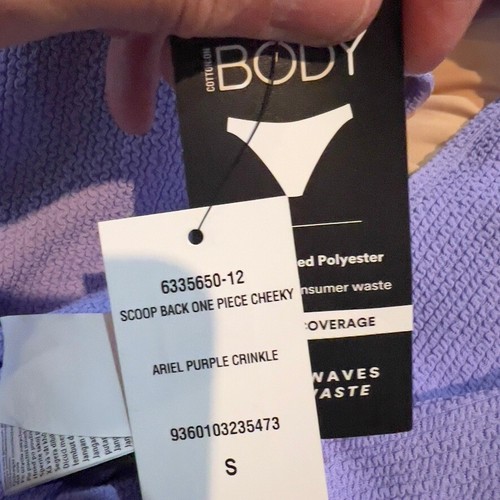 COTTON:ON
BODY
ed Polyester
nsumer waste
COVERAGE
WAVES
WASTE
6335650-12
SCOOP BACK ONE PIECE CHEEKY
ARIEL PURPLE CRINKLE
9360103235473
S